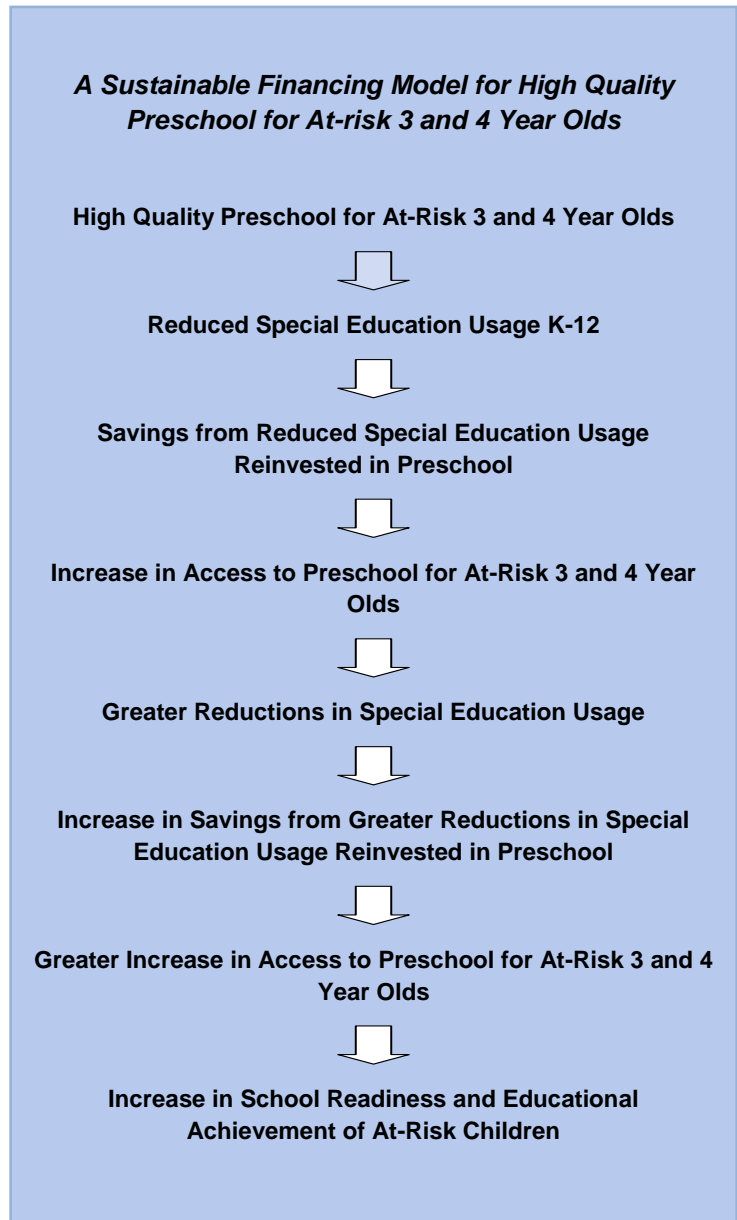 A Sustainable Financing Model for High Quality
Preschool for At-risk 3 and 4 Year Olds
High Quality Preschool for At-Risk 3 and 4 Year Olds
Reduced Special Education Usage K-12
Savings from Reduced Special Education Usage
Reinvested in Preschool
Increase in Access to Preschool for At-Risk 3 and 4 Year
Olds
Greater Reductions in Special Education Usage
Increase in Savings from Greater Reductions in Special
Education Usage Reinvested in Preschool
Greater Increase in Access to Preschool for At-Risk 3 and 4
Year Olds
Increase in School Readiness and Educational
Achievement of At-Risk Children